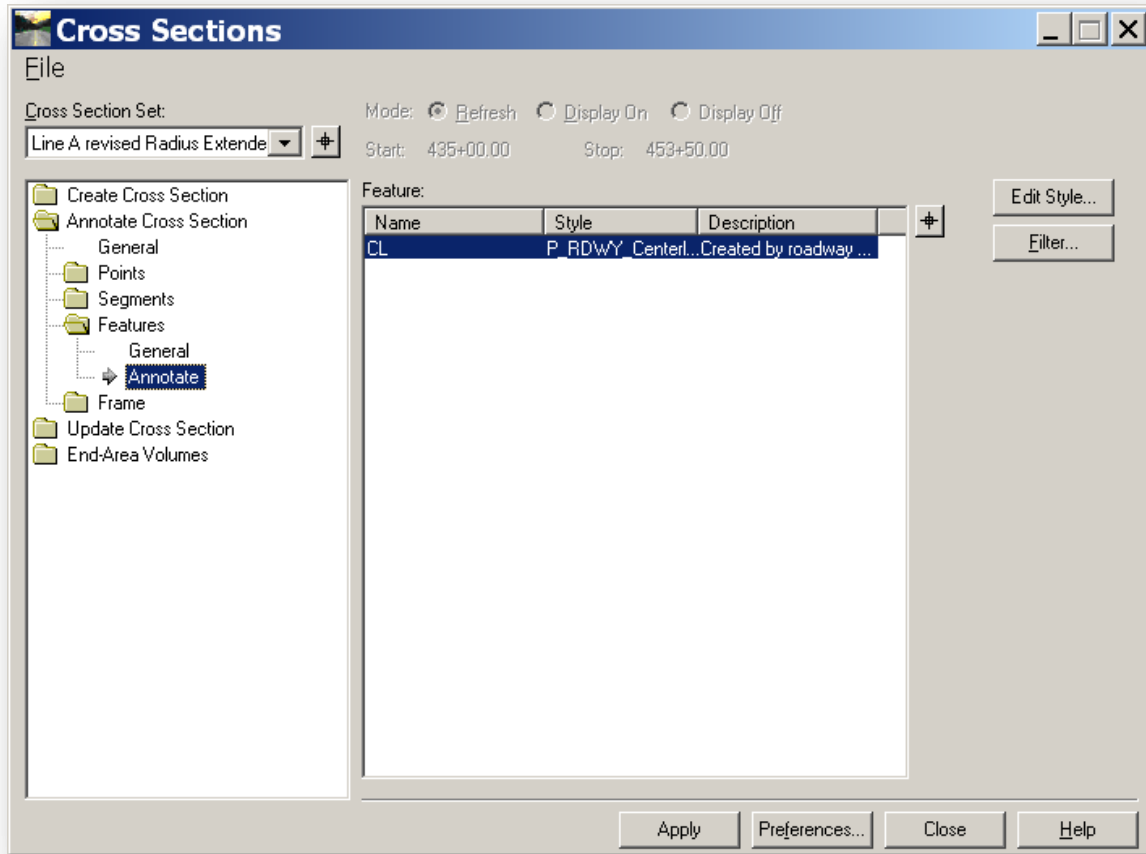 Cross Sections
File
Cross Section Set:
Line A revised Radius Extende
Mode: Refresh Display On Display Off
Start: 435+00.00 Stop: 453+50.00
Create Cross Section
Annotate Cross Section
General
Points
Segments
Features
General
Annotate
Frame
Update Cross Section
End-Area Volumes
Feature:
Name Style Description
CL P_RDWY_Centerl... Created by roadway ...
Edit Style...
Filter...
Apply Preferences... Close Help